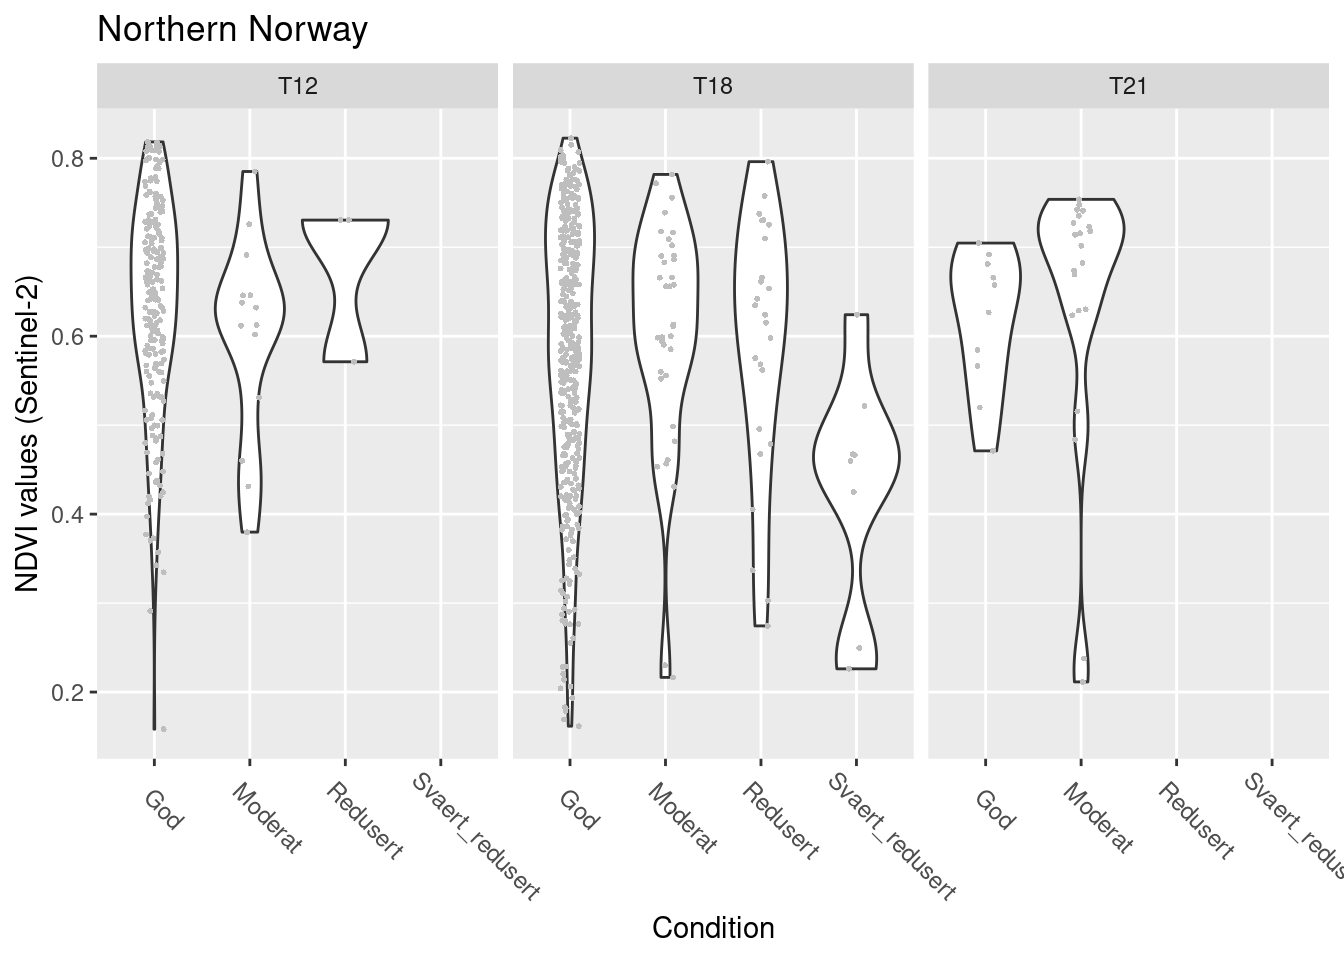 Northern Norway
T12
T18
T21
NDVI values (Sentinel-2)
0.8
0.6
0.4
0.2
God
Moderat
Redusert
Svaert_redusert
God
Moderat
Redusert
Svaert_redusert
God
Moderat
Redusert
Svaert_redus
Condition